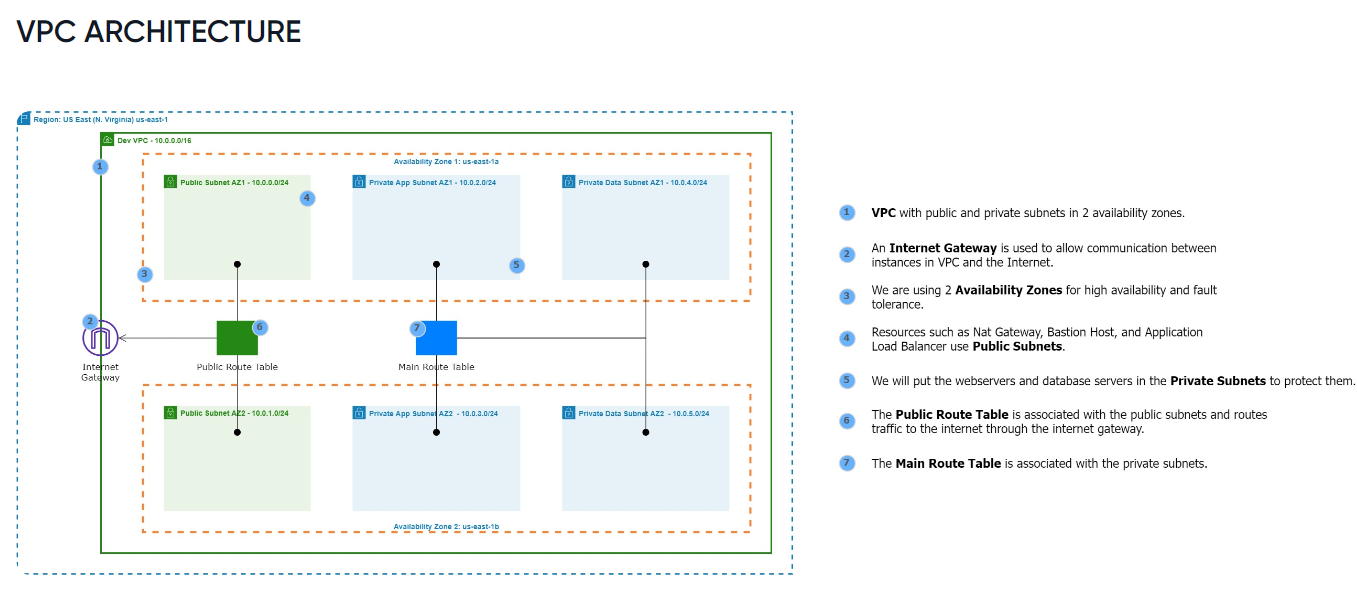 VPC ARCHITECTURE
Region: US East (N. Virginia) us-east-1
Dev VPC - 10.0.0.0/16
1
Availability Zone 1: us-east-1a
Public Subnet AZ1 - 10.0.0.0/24
Private App Subnet AZ1 - 10.0.2.0/24
Private Data Subnet AZ1 - 10.0.4.0/24
4
5
3
2
6
7
Internet
Gateway
Public Route Table
Main Route Table
Public Subnet AZ2 - 10.0.1.0/24
Private App Subnet AZ2 - 10.0.3.0/24
Private Data Subnet AZ2 - 10.0.5.0/24
Availability Zone 2: us-east-1b
1 VPC with public and private subnets in 2 availability zones.
2 An Internet Gateway is used to allow communication between
instances in VPC and the Internet.
3 We are using 2 Availability Zones for high availability and fault
tolerance.
4 Resources such as Nat Gateway, Bastion Host, and Application
Load Balancer use Public Subnets.
5 We will put the webservers and database servers in the Private Subnets to protect them.
6 The Public Route Table is associated with the public subnets and routes
traffic to the internet through the internet gateway.
7 The Main Route Table is associated with the private subnets.